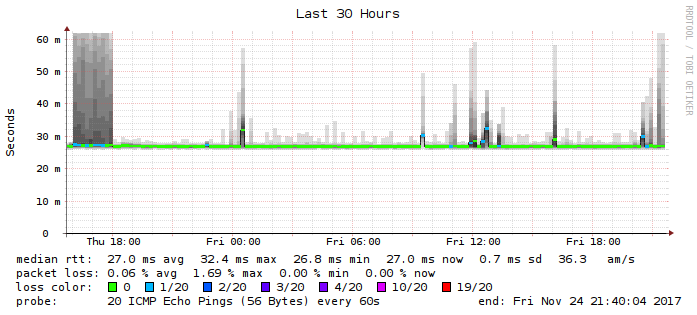 Last 30 Hours
RRDTOOL / TOBI OETIKER
Seconds
60 m
50 m
40 m
30 m
20 m
10 m
0
Thu 18:00 Fri 00:00 Fri 06:00 Fri 12:00 Fri 18:00
median rtt: 27.0 ms avg 32.4 ms max 26.8 ms min 27.0 ms now 0.7 ms sd 36.3 am/s
packet loss: 0.06 % avg 1.69 % max 0.00 % min 0.00 % now
loss color: 0 1/20 2/20 3/20 4/20 10/20 19/20
probe: 20 ICMP Echo Pings (56 Bytes) every 60s end: Fri Nov 24 21:40:04 2017